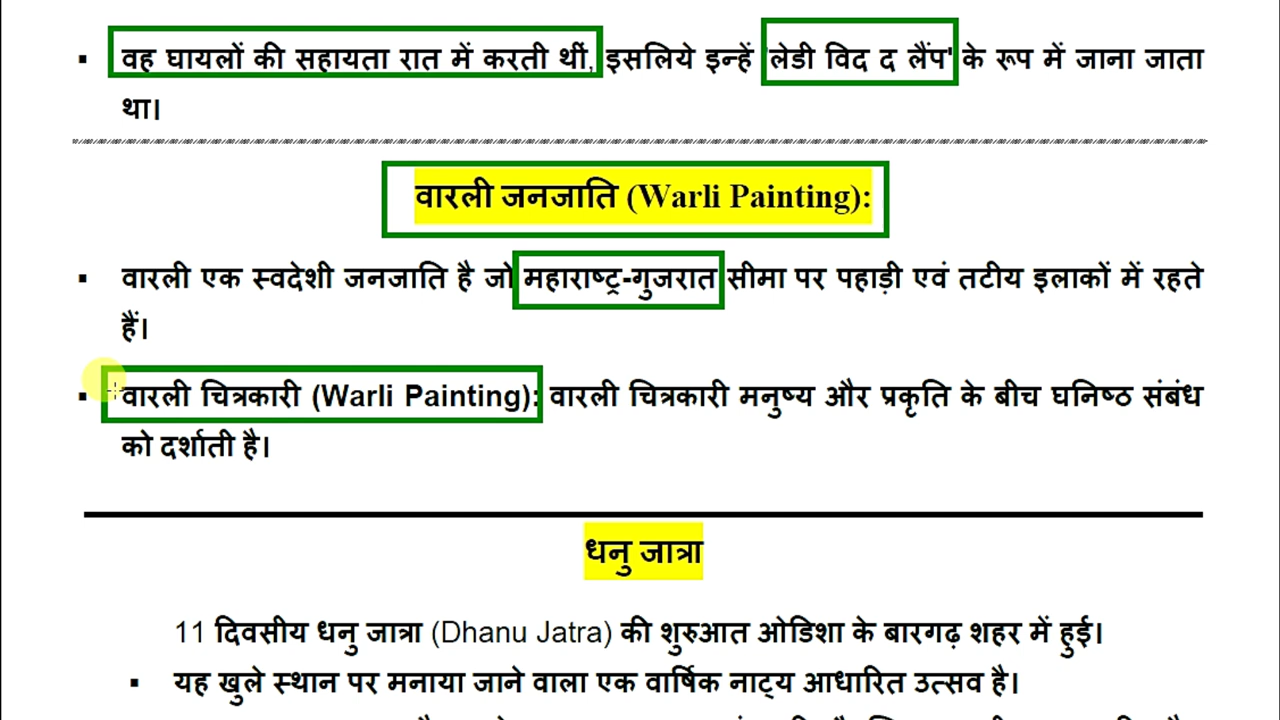 ▪ वह घायलों की सहायता रात में करती थीं, इसलिये इन्हें 'लेडी विद द लैंप' के रूप में जाना जाता
था।
वारली जनजाति (Warli Painting):
▪ वारली एक स्वदेशी जनजाति है जो महाराष्ट्र-गुजरात सीमा पर पहाड़ी एवं तटीय इलाकों में रहते
हैं।
▪ वारली चित्रकारी (Warli Painting): वारली चित्रकारी मनुष्य और प्रकृति के बीच घनिष्ठ संबंध
को दर्शाती है।
धनु जात्रा
11 दिवसीय धनु जात्रा (Dhanu Jatra) की शुरुआत ओडिशा के बारगढ़ शहर में हुई।
▪ यह खुले स्थान पर मनाया जाने वाला एक वार्षिक नाट्य आधारित उत्सव है।